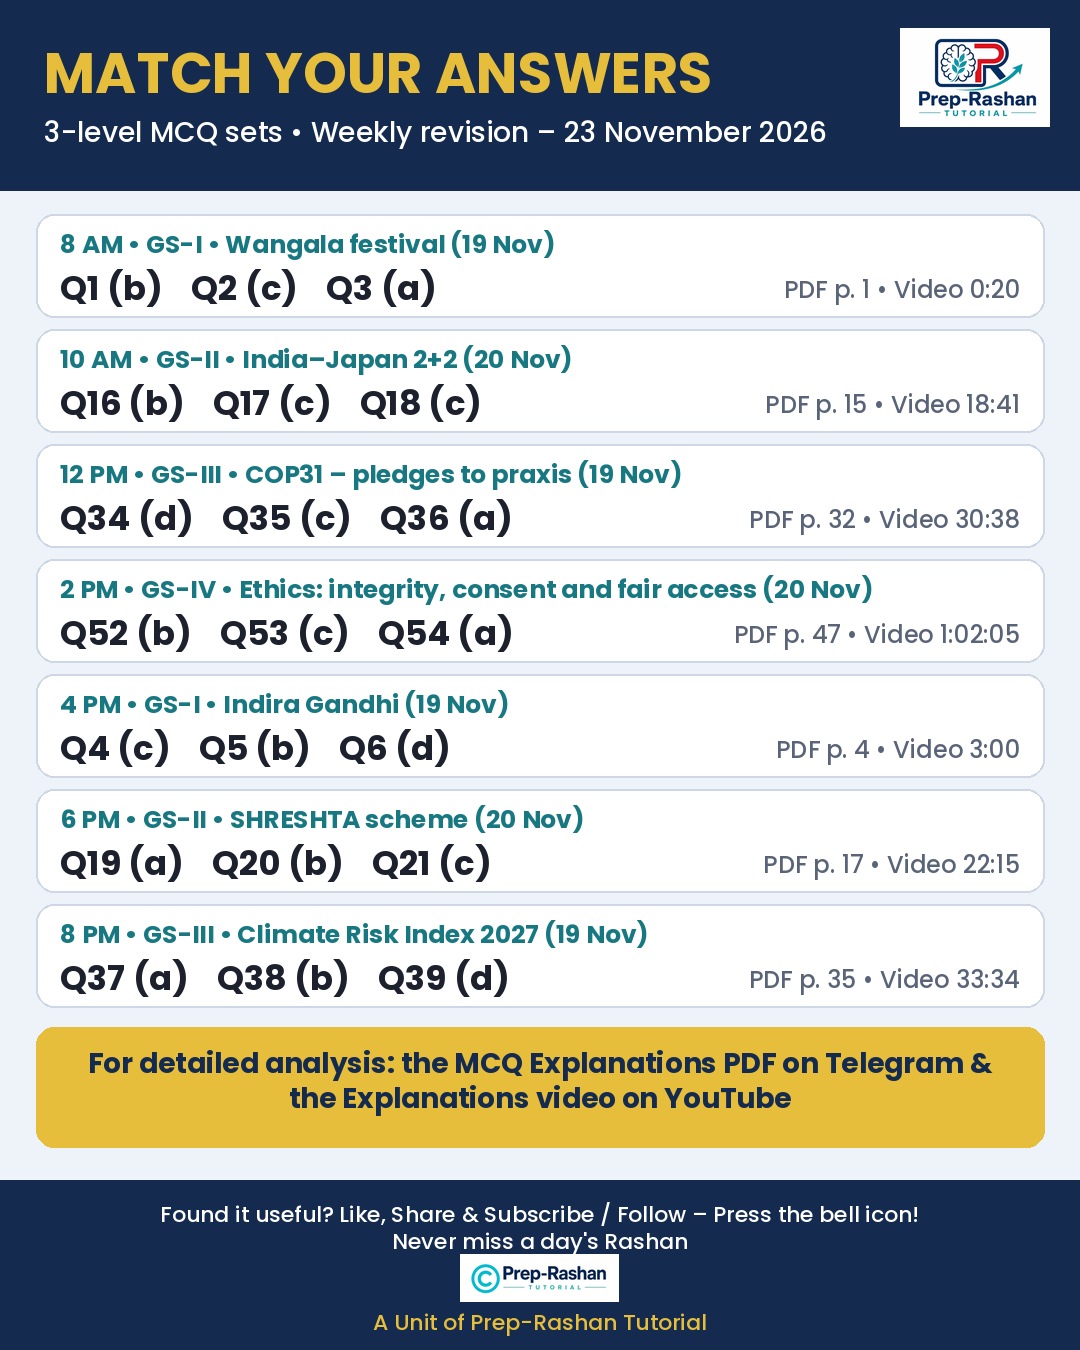 MATCH YOUR ANSWERS
3-level MCQ sets • Weekly revision – 23 November 2026
Prep-Rashan
TUTORIAL
8 AM • GS-I • Wangala festival (19 Nov)
Q1 (b) Q2 (c) Q3 (a)
PDF p. 1 • Video 0:20
10 AM • GS-II • India–Japan 2+2 (20 Nov)
Q16 (b) Q17 (c) Q18 (c)
PDF p. 15 • Video 18:41
12 PM • GS-III • COP31 – pledges to praxis (19 Nov)
Q34 (d) Q35 (c) Q36 (a)
PDF p. 32 • Video 30:38
2 PM • GS-IV • Ethics: integrity, consent and fair access (20 Nov)
Q52 (b) Q53 (c) Q54 (a)
PDF p. 47 • Video 1:02:05
4 PM • GS-I • Indira Gandhi (19 Nov)
Q4 (c) Q5 (b) Q6 (d)
PDF p. 4 • Video 3:00
6 PM • GS-II • SHRESHTA scheme (20 Nov)
Q19 (a) Q20 (b) Q21 (c)
PDF p. 17 • Video 22:15
8 PM • GS-III • Climate Risk Index 2027 (19 Nov)
Q37 (a) Q38 (b) Q39 (d)
PDF p. 35 • Video 33:34
For detailed analysis: the MCQ Explanations PDF on Telegram &
the Explanations video on YouTube
Found it useful? Like, Share & Subscribe / Follow – Press the bell icon!
Never miss a day's Rashan
© Prep-Rashan
TUTORIAL
A Unit of Prep-Rashan Tutorial